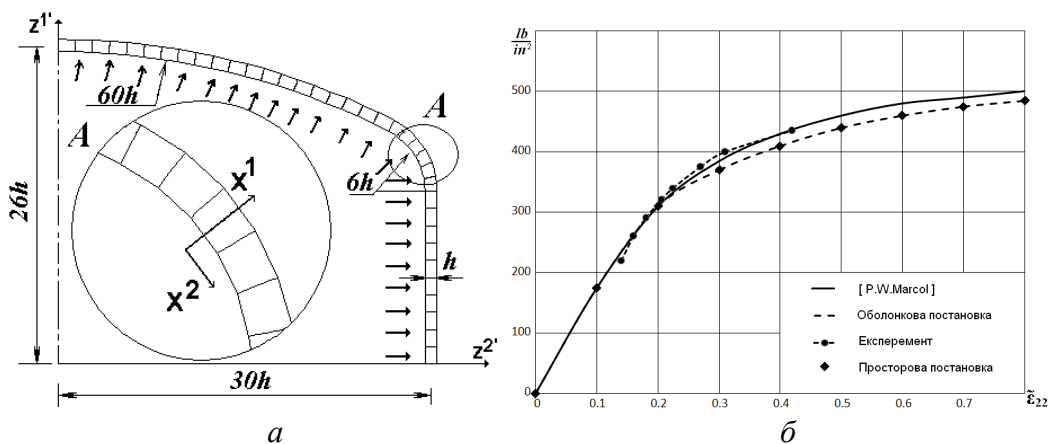 z1'
26h
60h
A
A
x1
x2
6h
h
z2'
30h
а
lb
in2
500
400
300
200
100
0
0
0.1
0.2
0.3
0.4
0.5
0.6
0.7
ε̃22
[ P.W.Marcol ]
Оболонкова постановка
Експеремент
Просторова постановка
б